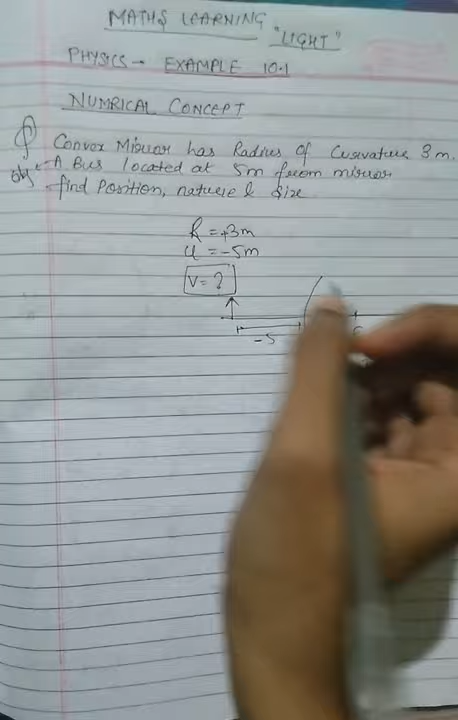 MATHS LEARNING
"LIGHT"
PHYSICS → EXAMPLE 10.1
NUMRICAL CONCEPT
Q Convex Mirror has Radius of Curvature 3 m.
obj ← A Bus located at 5m from mirror
find Position, nature & Size
R = +3m
u = -5m
V = ?
-5